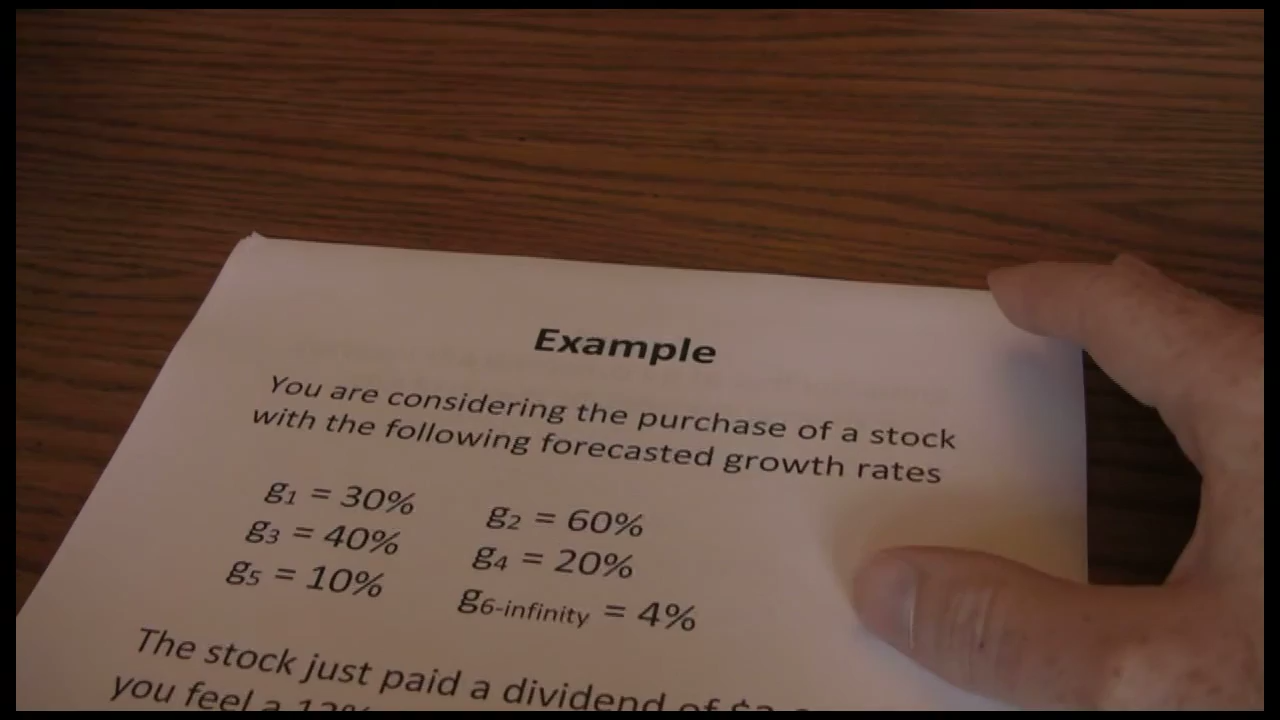 Example
You are considering the purchase of a stock
with the following forecasted growth rates
g1 = 30% g2 = 60%
g3 = 40% g4 = 20%
g5 = 10% g6-infinity = 4%
The stock just paid a dividend of
you feel a